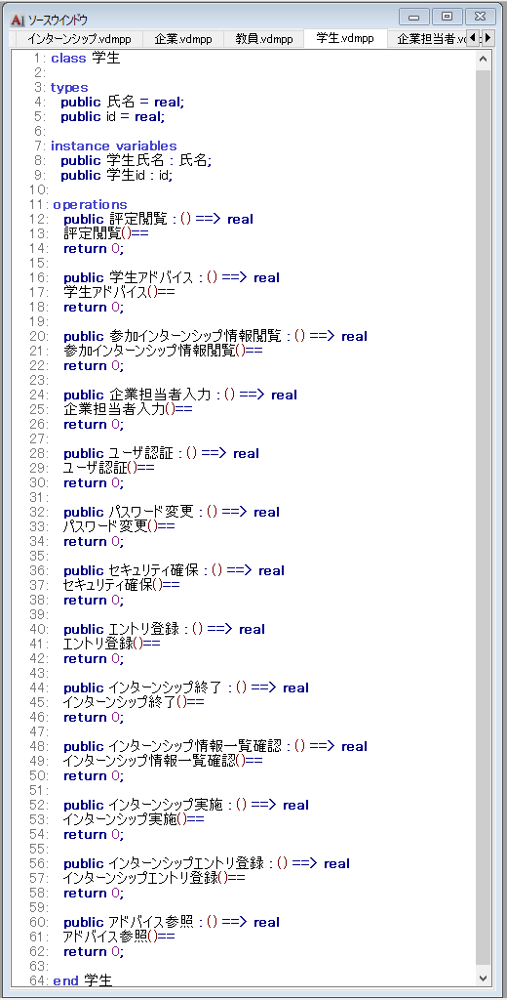 ソースウインドウ
インターンシップ.vdmpp 企業.vdmpp 教員.vdmpp 学生.vdmpp 企業担当者.vd
1: class 学生
2:
3: types
4: public 氏名 = real;
5: public id = real;
6:
7: instance variables
8: public 学生氏名 : 氏名;
9: public 学生id : id;
10:
11: operations
12: public 評定閲覧 : () ==> real
13: 評定閲覧()==
14: return 0;
15:
16: public 学生アドバイス : () ==> real
17: 学生アドバイス()==
18: return 0;
19:
20: public 参加インターンシップ情報閲覧 : () ==> real
21: 参加インターンシップ情報閲覧()==
22: return 0;
23:
24: public 企業担当者入力 : () ==> real
25: 企業担当者入力()==
26: return 0;
27:
28: public ユーザ認証 : () ==> real
29: ユーザ認証()==
30: return 0;
31:
32: public パスワード変更 : () ==> real
33: パスワード変更()==
34: return 0;
35:
36: public セキュリティ確保 : () ==> real
37: セキュリティ確保()==
38: return 0;
39:
40: public エントリ登録 : () ==> real
41: エントリ登録()==
42: return 0;
43:
44: public インターンシップ終了 : () ==> real
45: インターンシップ終了()==
46: return 0;
47:
48: public インターンシップ情報一覧確認 : () ==> real
49: インターンシップ情報一覧確認()==
50: return 0;
51:
52: public インターンシップ実施 : () ==> real
53: インターンシップ実施()==
54: return 0;
55:
56: public インターンシップエントリ登録 : () ==> real
57: インターンシップエントリ登録()==
58: return 0;
59:
60: public アドバイス参照 : () ==> real
61: アドバイス参照()==
62: return 0;
63:
64: end 学生